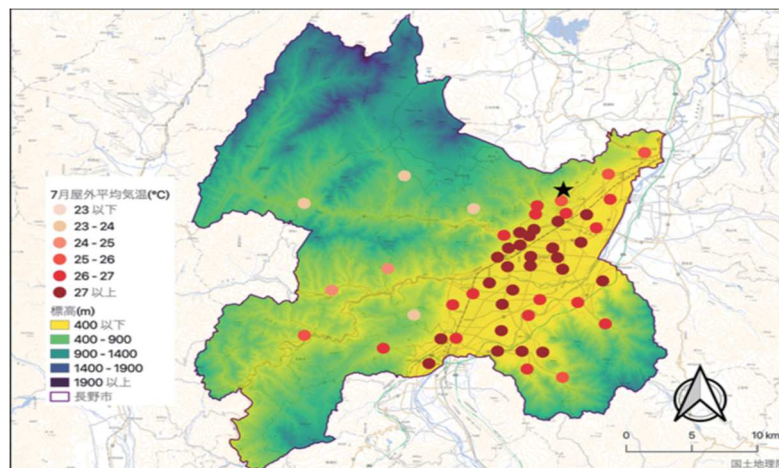 7月屋外平均気温(°C)
23 以下
23 - 24
24 - 25
25 - 26
26 - 27
27 以上
標高(m)
400 以下
400 - 900
900 - 1400
1400 - 1900
1900 以上
長野市
0 5 10 km
国土地理院